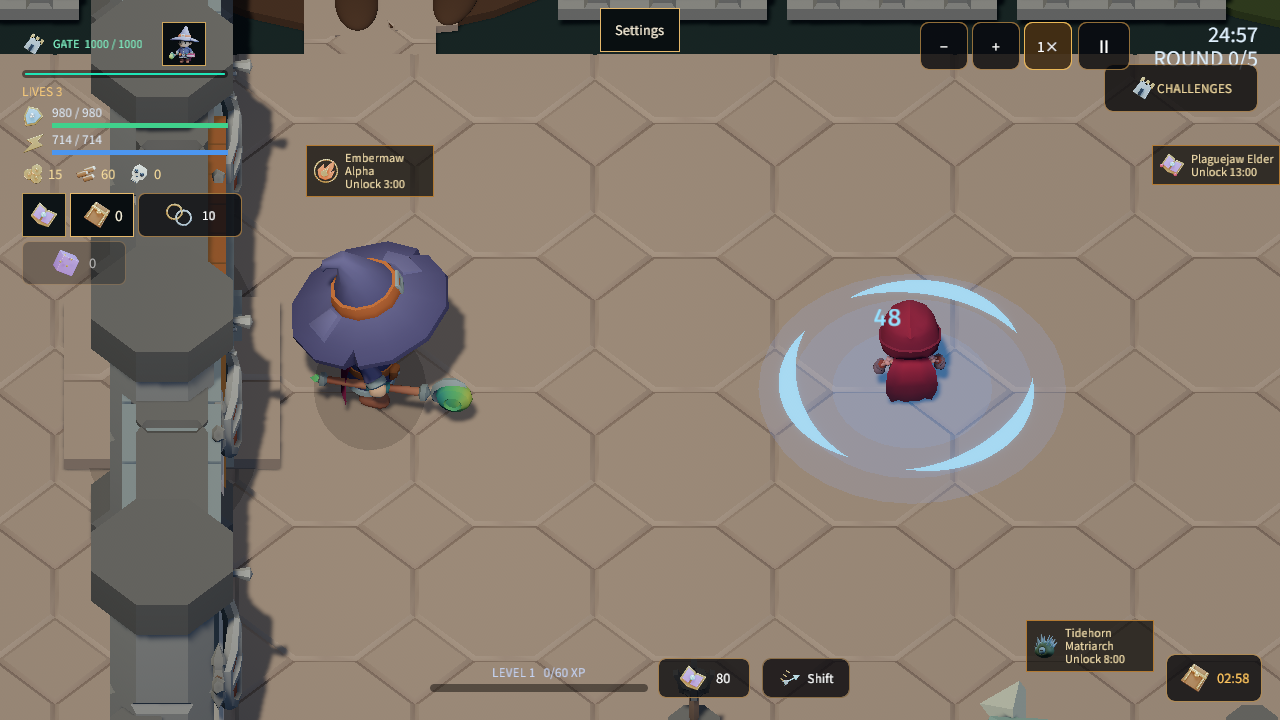 Settings
GATE 1000 / 1000
− + 1×
24:57
ROUND 0/5
CHALLENGES
LIVES 3
980 / 980
714 / 714
15 60 0
0 10
0
Embermaw
Alpha
Unlock 3:00
Plaguejaw Elder
Unlock 13:00
48
Tidehorn
Matriarch
Unlock 8:00
LEVEL 1 0/60 XP
80
Shift
02:58